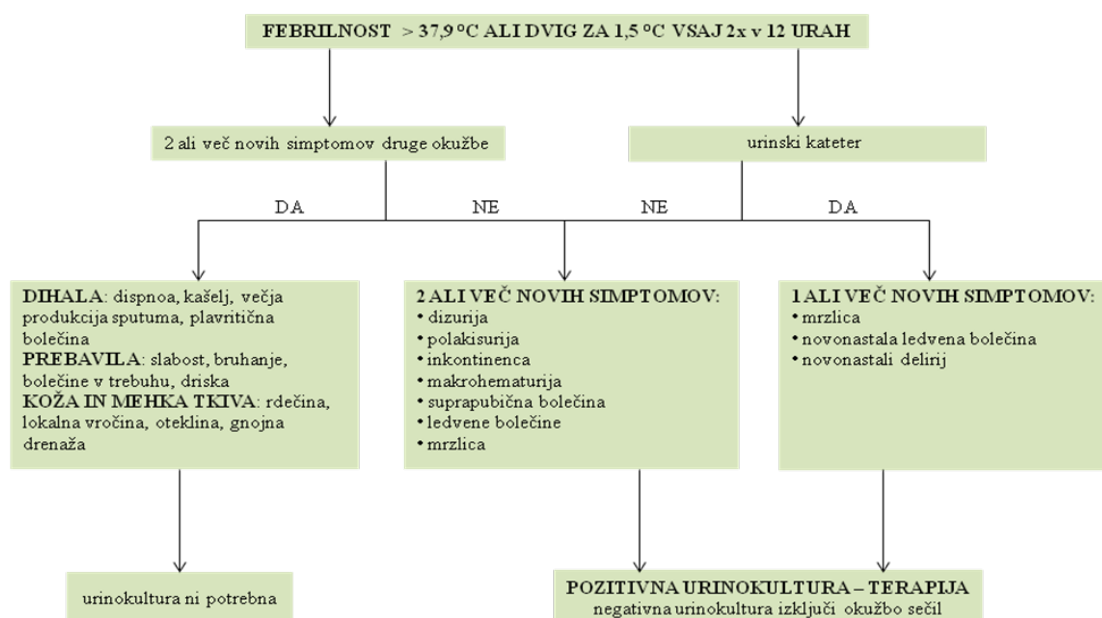 FEBRILNOST > 37,9 °C ALI DVIG ZA 1,5 °C VSAJ 2x v 12 URAH
2 ali več novih simptomov druge okužbe
urinski kateter
DA
NE
NE
DA
DIHALA: dispnoa, kašelj, večja
produkcija sputuma, plavritična
bolečina
PREBAVILA: slabost, bruhanje,
bolečine v trebuhu, driska
KOŽA IN MEHKA TKIVA: rdečina,
lokalna vročina, oteklina, gnojna
drenaža
2 ALI VEČ NOVIH SIMPTOMOV:
• dizurija
• polakisurija
• inkontinenca
• makrohematurija
• suprapubična bolečina
• ledvene bolečine
• mrzlica
1 ALI VEČ NOVIH SIMPTOMOV:
• mrzlica
• novonastala ledvena bolečina
• novonastali delirij
urinokultura ni potrebna
POZITIVNA URINOKULTURA – TERAPIJA
negativna urinokultura izključi okužbo sečil